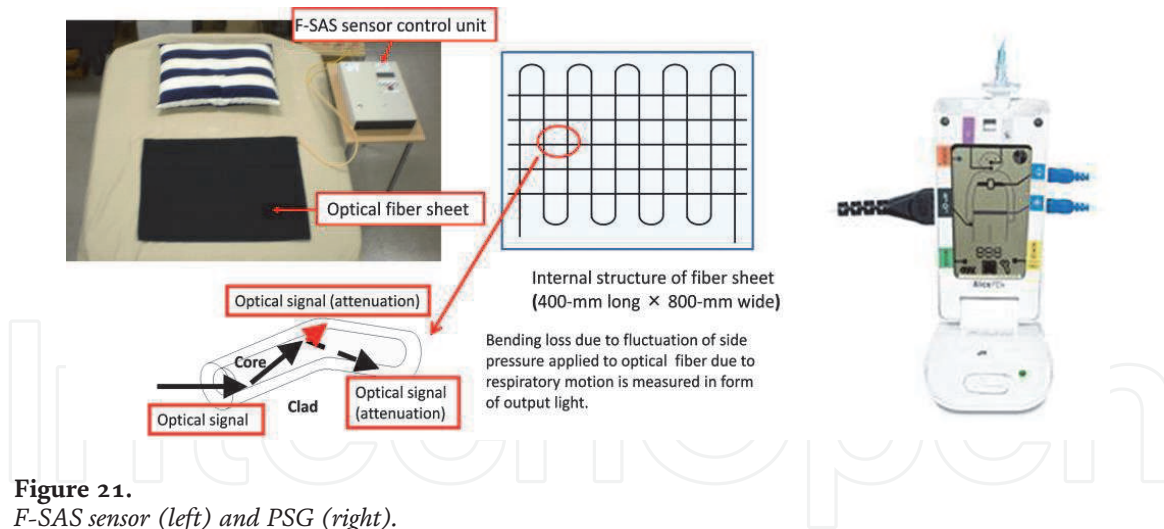 F-SAS sensor control unit
Optical fiber sheet
Internal structure of fiber sheet
(400-mm long × 800-mm wide)
Optical signal (attenuation)
Bending loss due to fluctuation of side
pressure applied to optical fiber due to
respiratory motion is measured in form
of output light.
Core
Optical signal
(attenuation)
Clad
Optical signal
IntechOpen
Figure 21.
F-SAS sensor (left) and PSG (right).